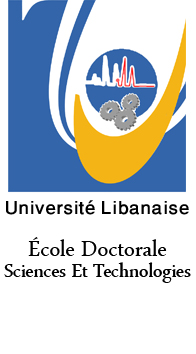 Université Libanaise
École Doctorale
Sciences Et Technologies